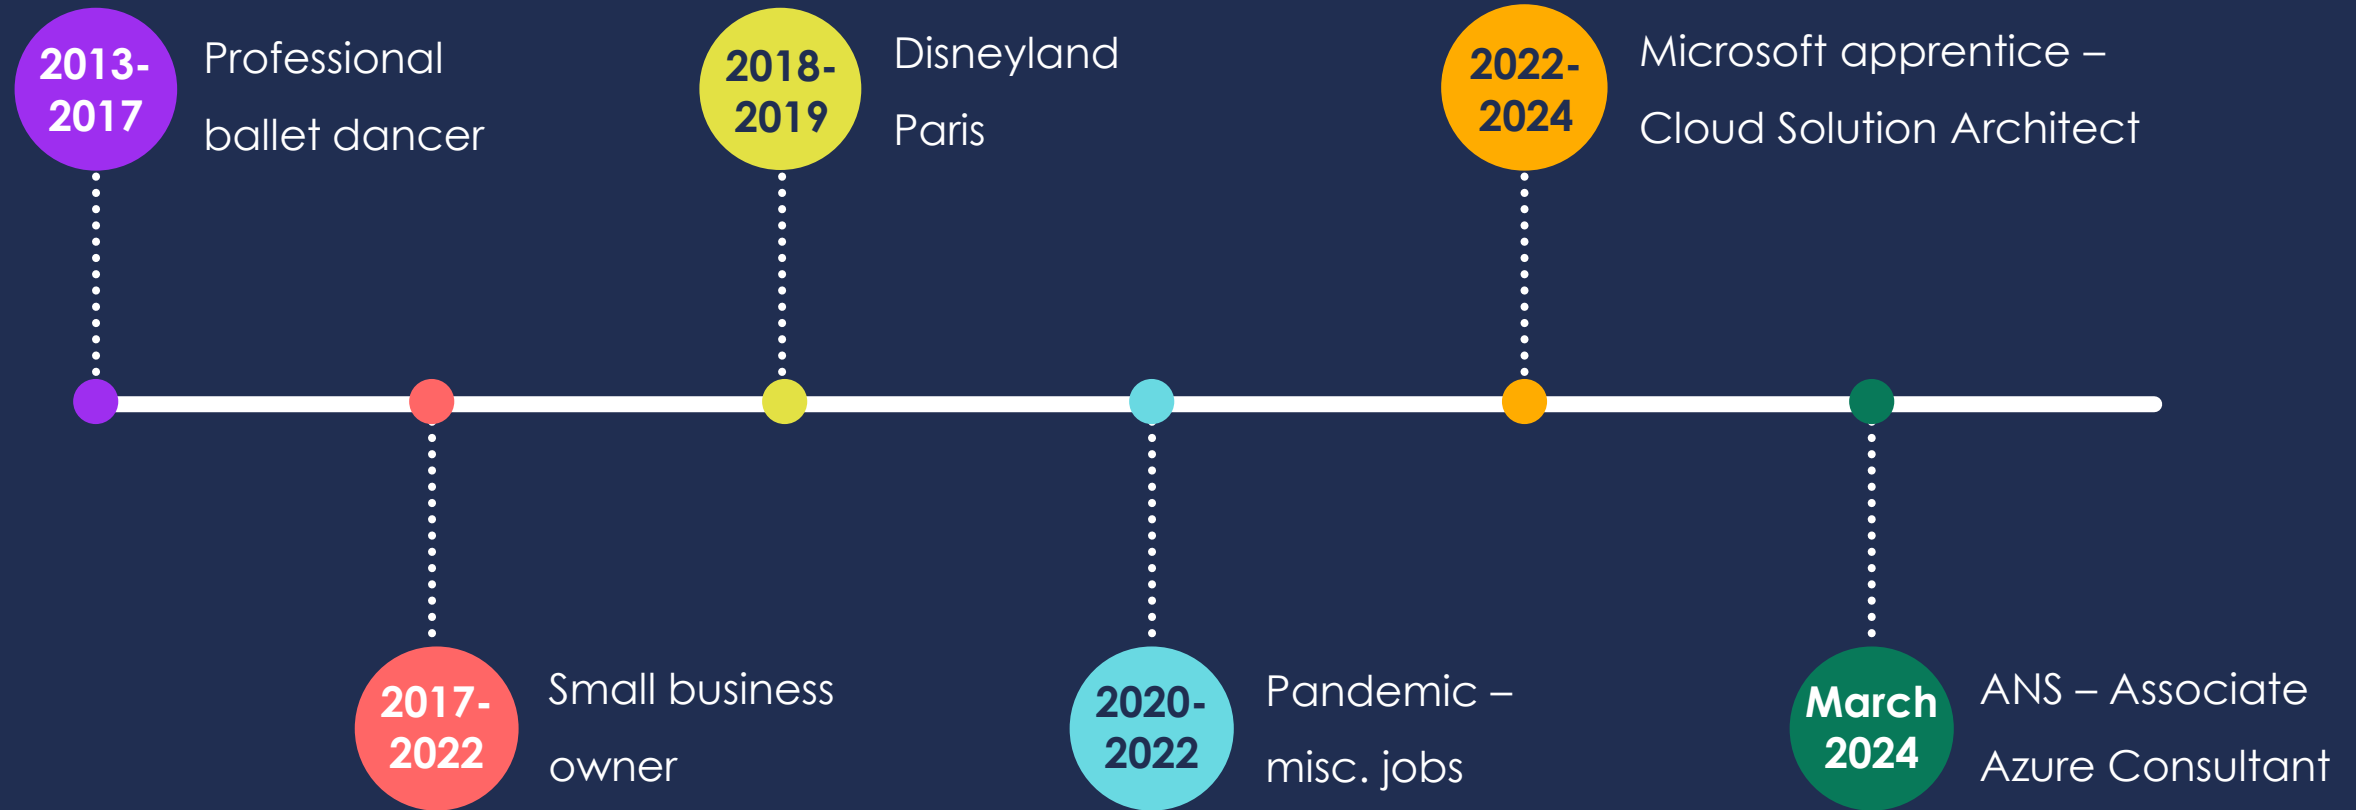 2013-
2017
Professional
ballet dancer
2017-
2022
Small business
owner
2018-
2019
Disneyland
Paris
2020-
2022
Pandemic –
misc. jobs
2022-
2024
Microsoft apprentice –
Cloud Solution Architect
March
2024
ANS – Associate
Azure Consultant